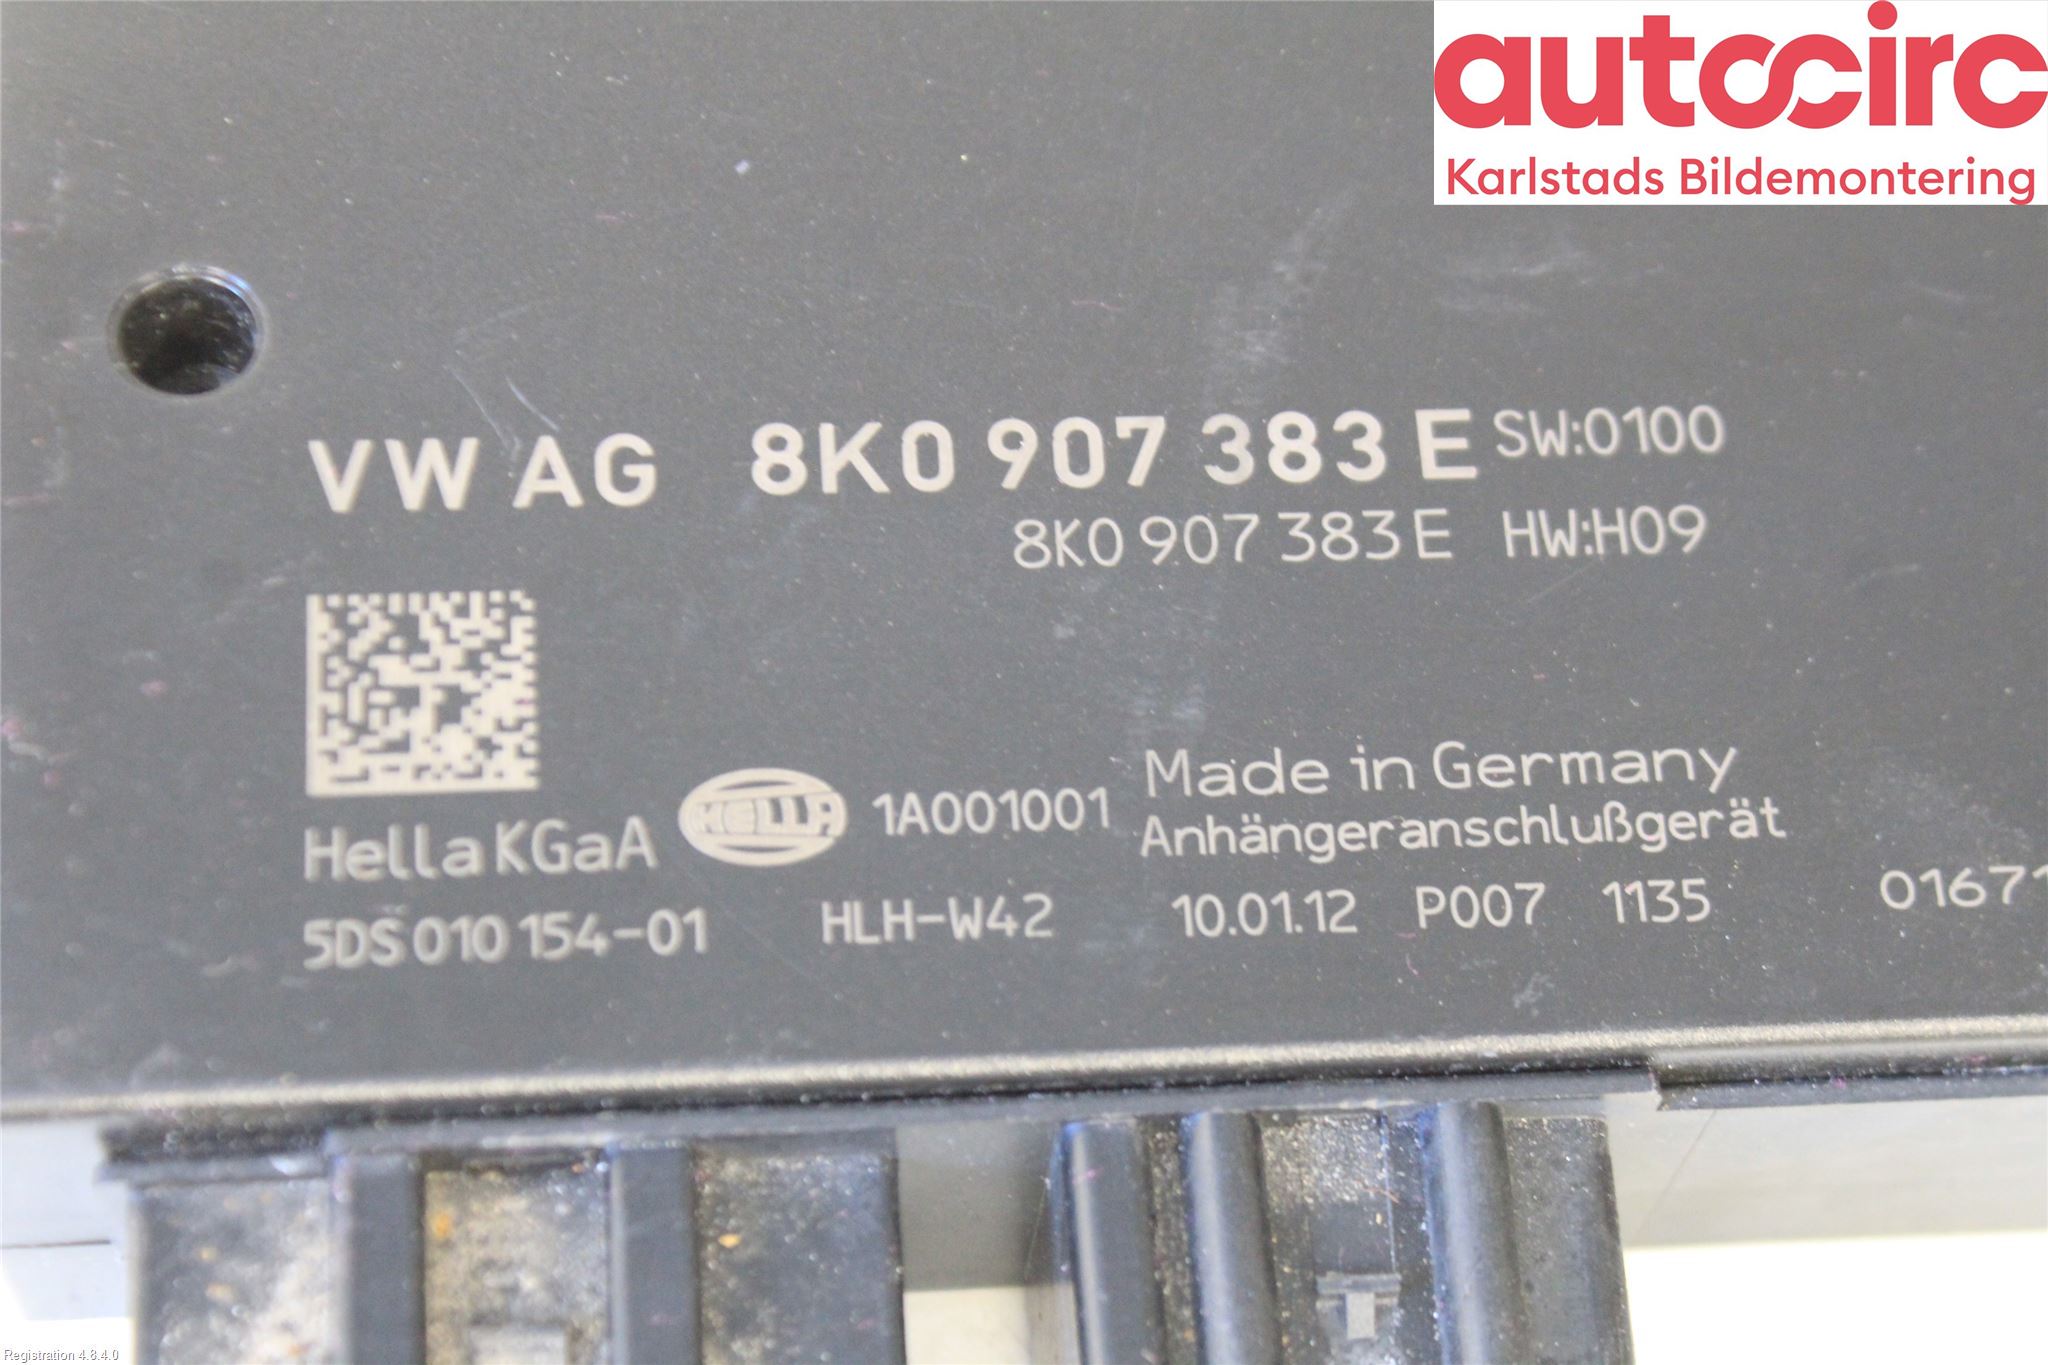 autocirc
Karlstads Bildemontering
VW AG 8K0 907 383 E SW:0100
8K0 907 383 E HW:H09
Made in Germany
Hella KGaA HELLA 1A001001 Anhängeranschlußgerät
5DS 010 154-01 HLH-W42 10.01.12 P007 1135 01671
Registration 4.8.4.0